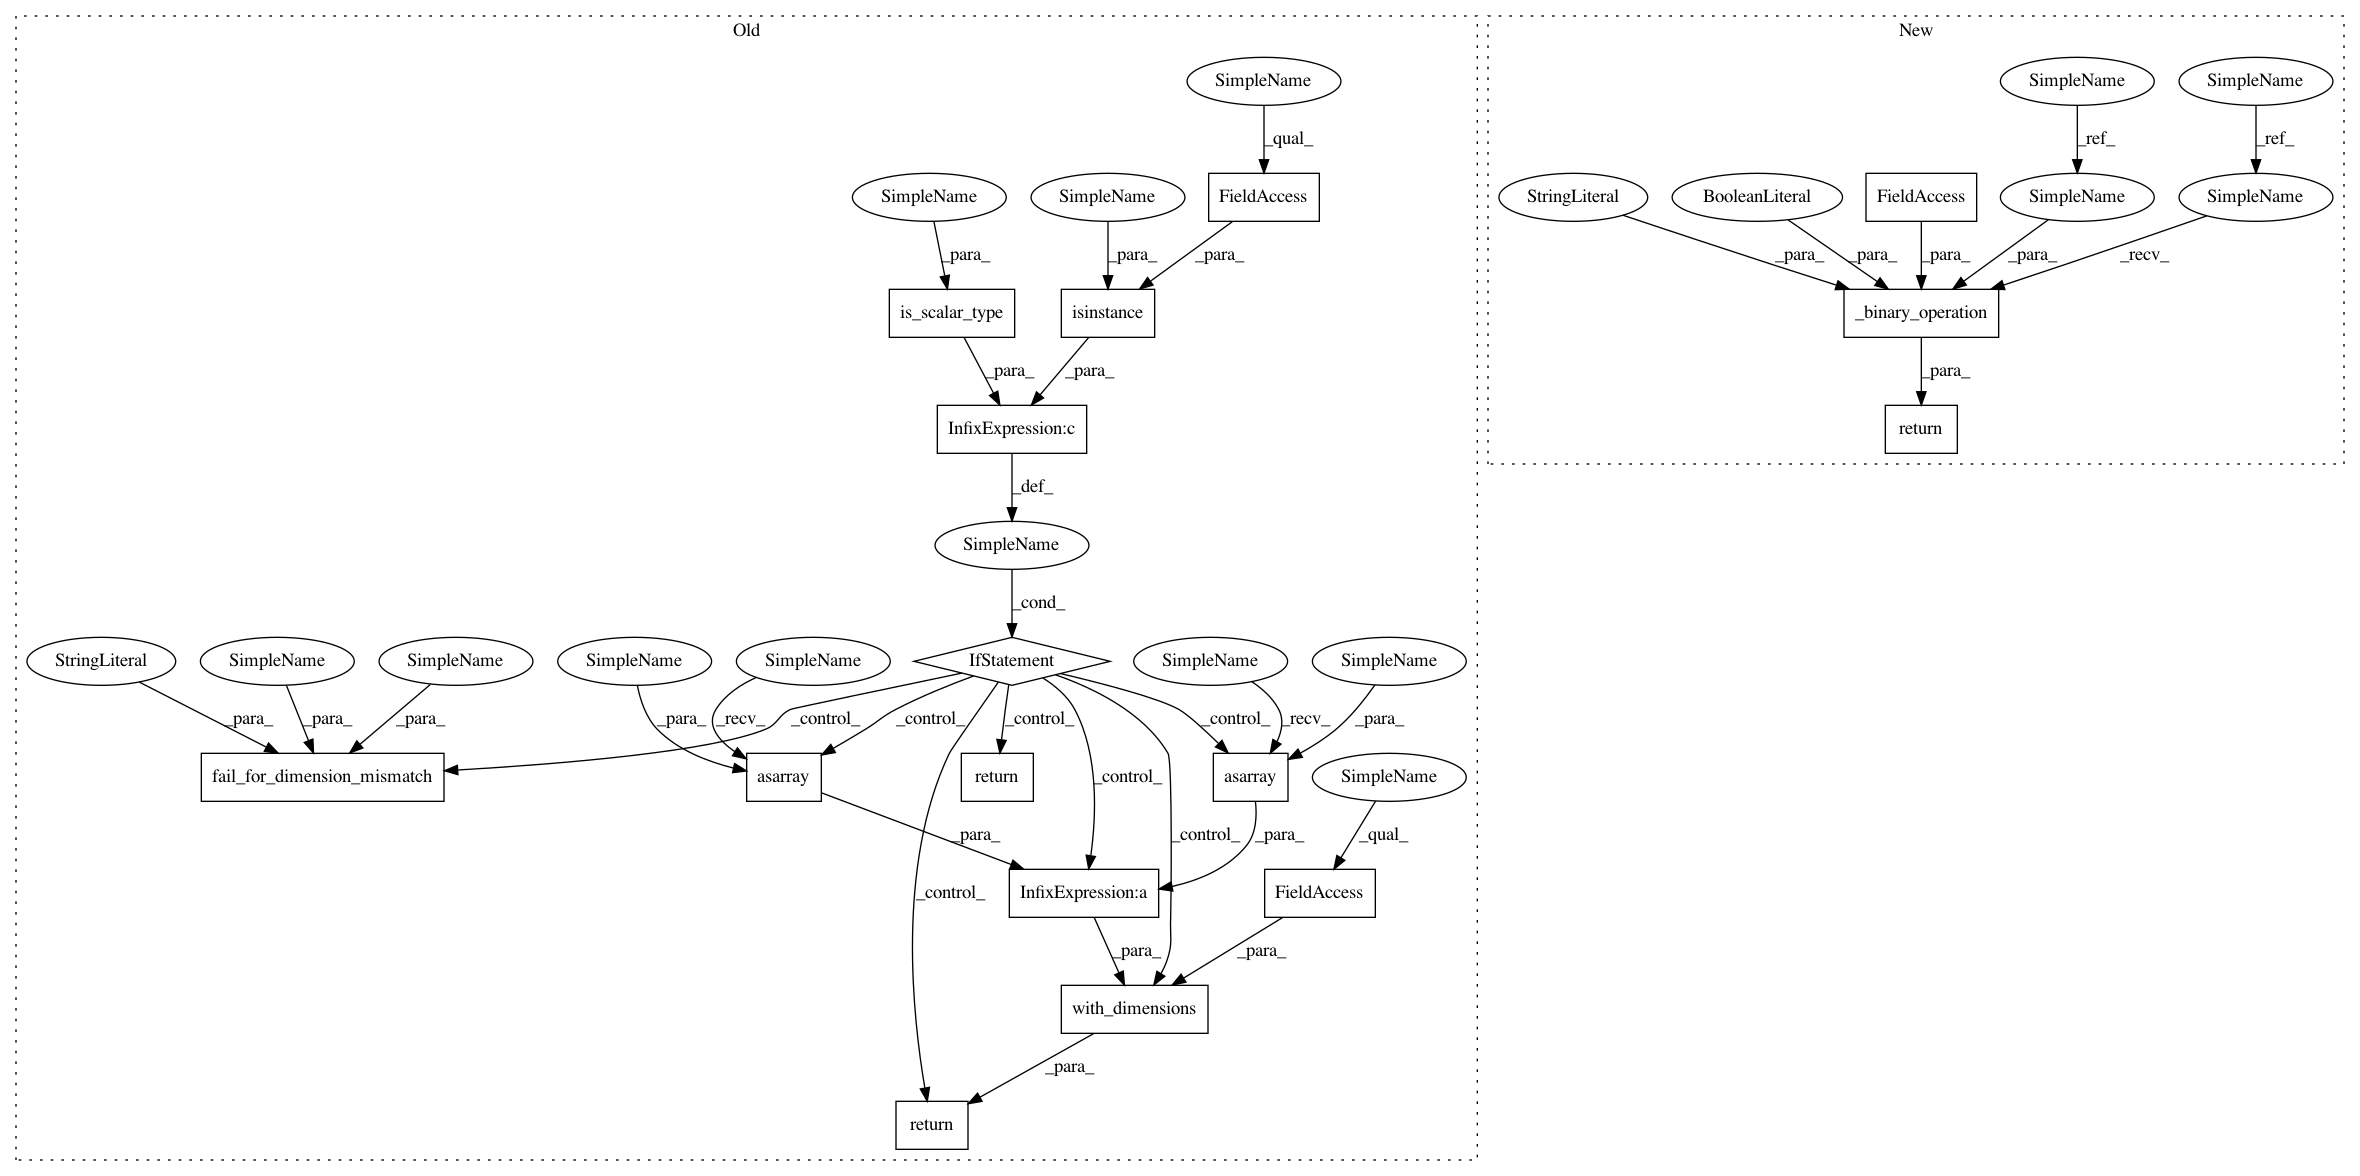 Old
New
SimpleName
SimpleName
SimpleName
_qual_
_ref_
_ref_
SimpleName
SimpleName
FieldAccess
StringLiteral
BooleanLiteral
FieldAccess
SimpleName
SimpleName
_para_
_para_
_para_
_para_
_para_
_para_
_para_
_recv_
is_scalar_type
isinstance
_binary_operation
_para_
_para_
_para_
InfixExpression:c
return
_def_
SimpleName
_cond_
StringLiteral
SimpleName
SimpleName
SimpleName
SimpleName
IfStatement
SimpleName
SimpleName
_para_
_para_
_para_
_para_
_recv_
_control_
_control_
_control_
_control_
_recv_
_para_
fail_for_dimension_mismatch
asarray
return
_control_
asarray
SimpleName
_para_
_control_
_para_
_qual_
_control_
InfixExpression:a
FieldAccess
_para_
_para_
with_dimensions
_para_
return